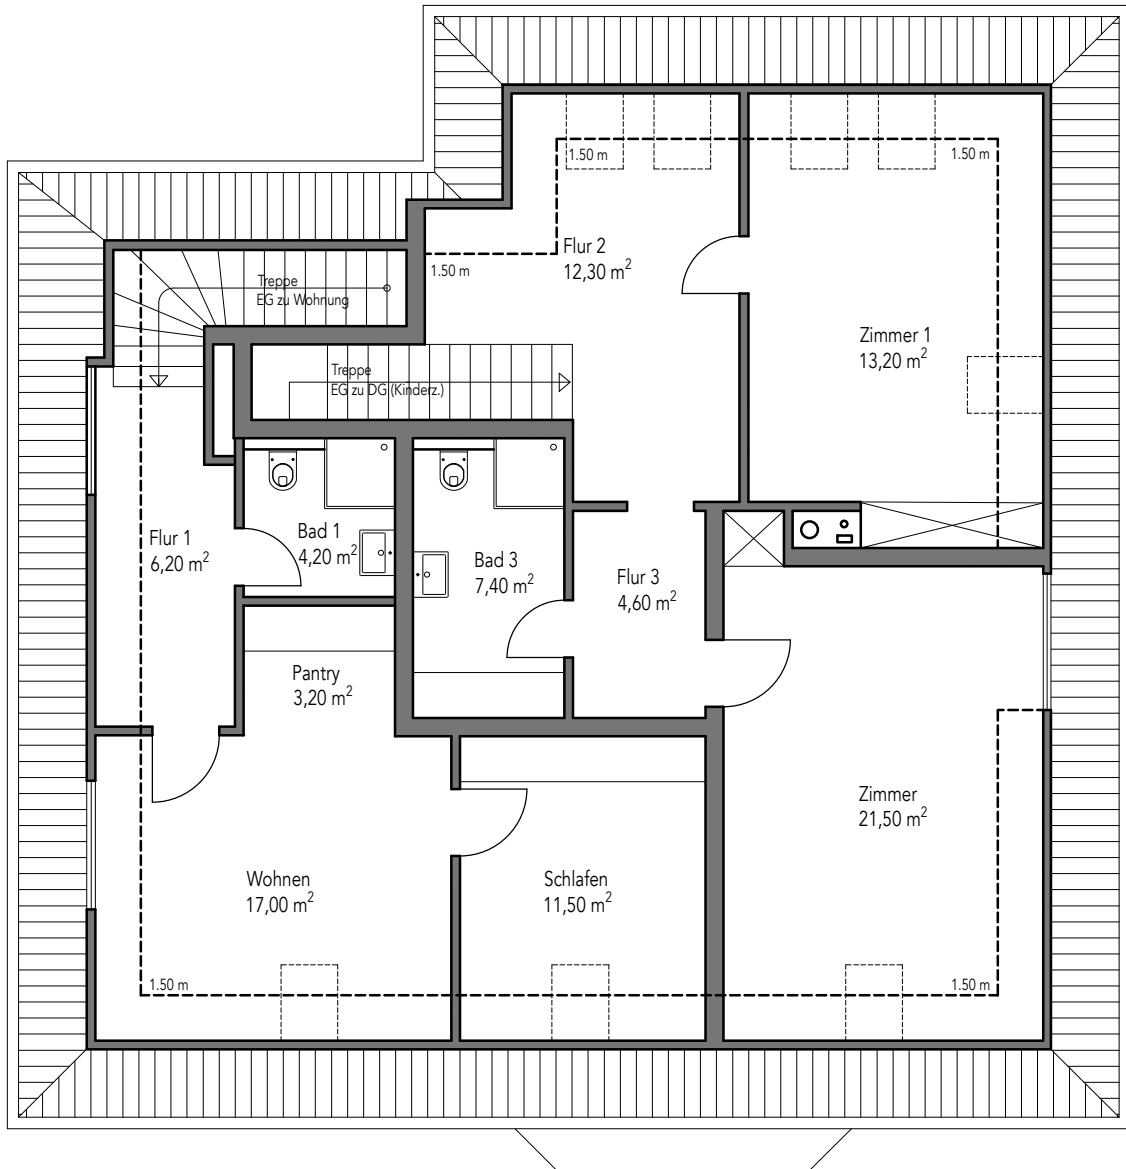 1.50 m
1.50 m
Flur 2
12,30 m²
1.50 m
Treppe
EG zu Wohnung
Zimmer 1
13,20 m²
Treppe
EG zu DG (Kinderz.)
Flur 1
6,20 m²
Bad 1
4,20 m²
Bad 3
7,40 m²
Flur 3
4,60 m²
Pantry
3,20 m²
Zimmer
21,50 m²
Wohnen
17,00 m²
Schlafen
11,50 m²
1.50 m
1.50 m